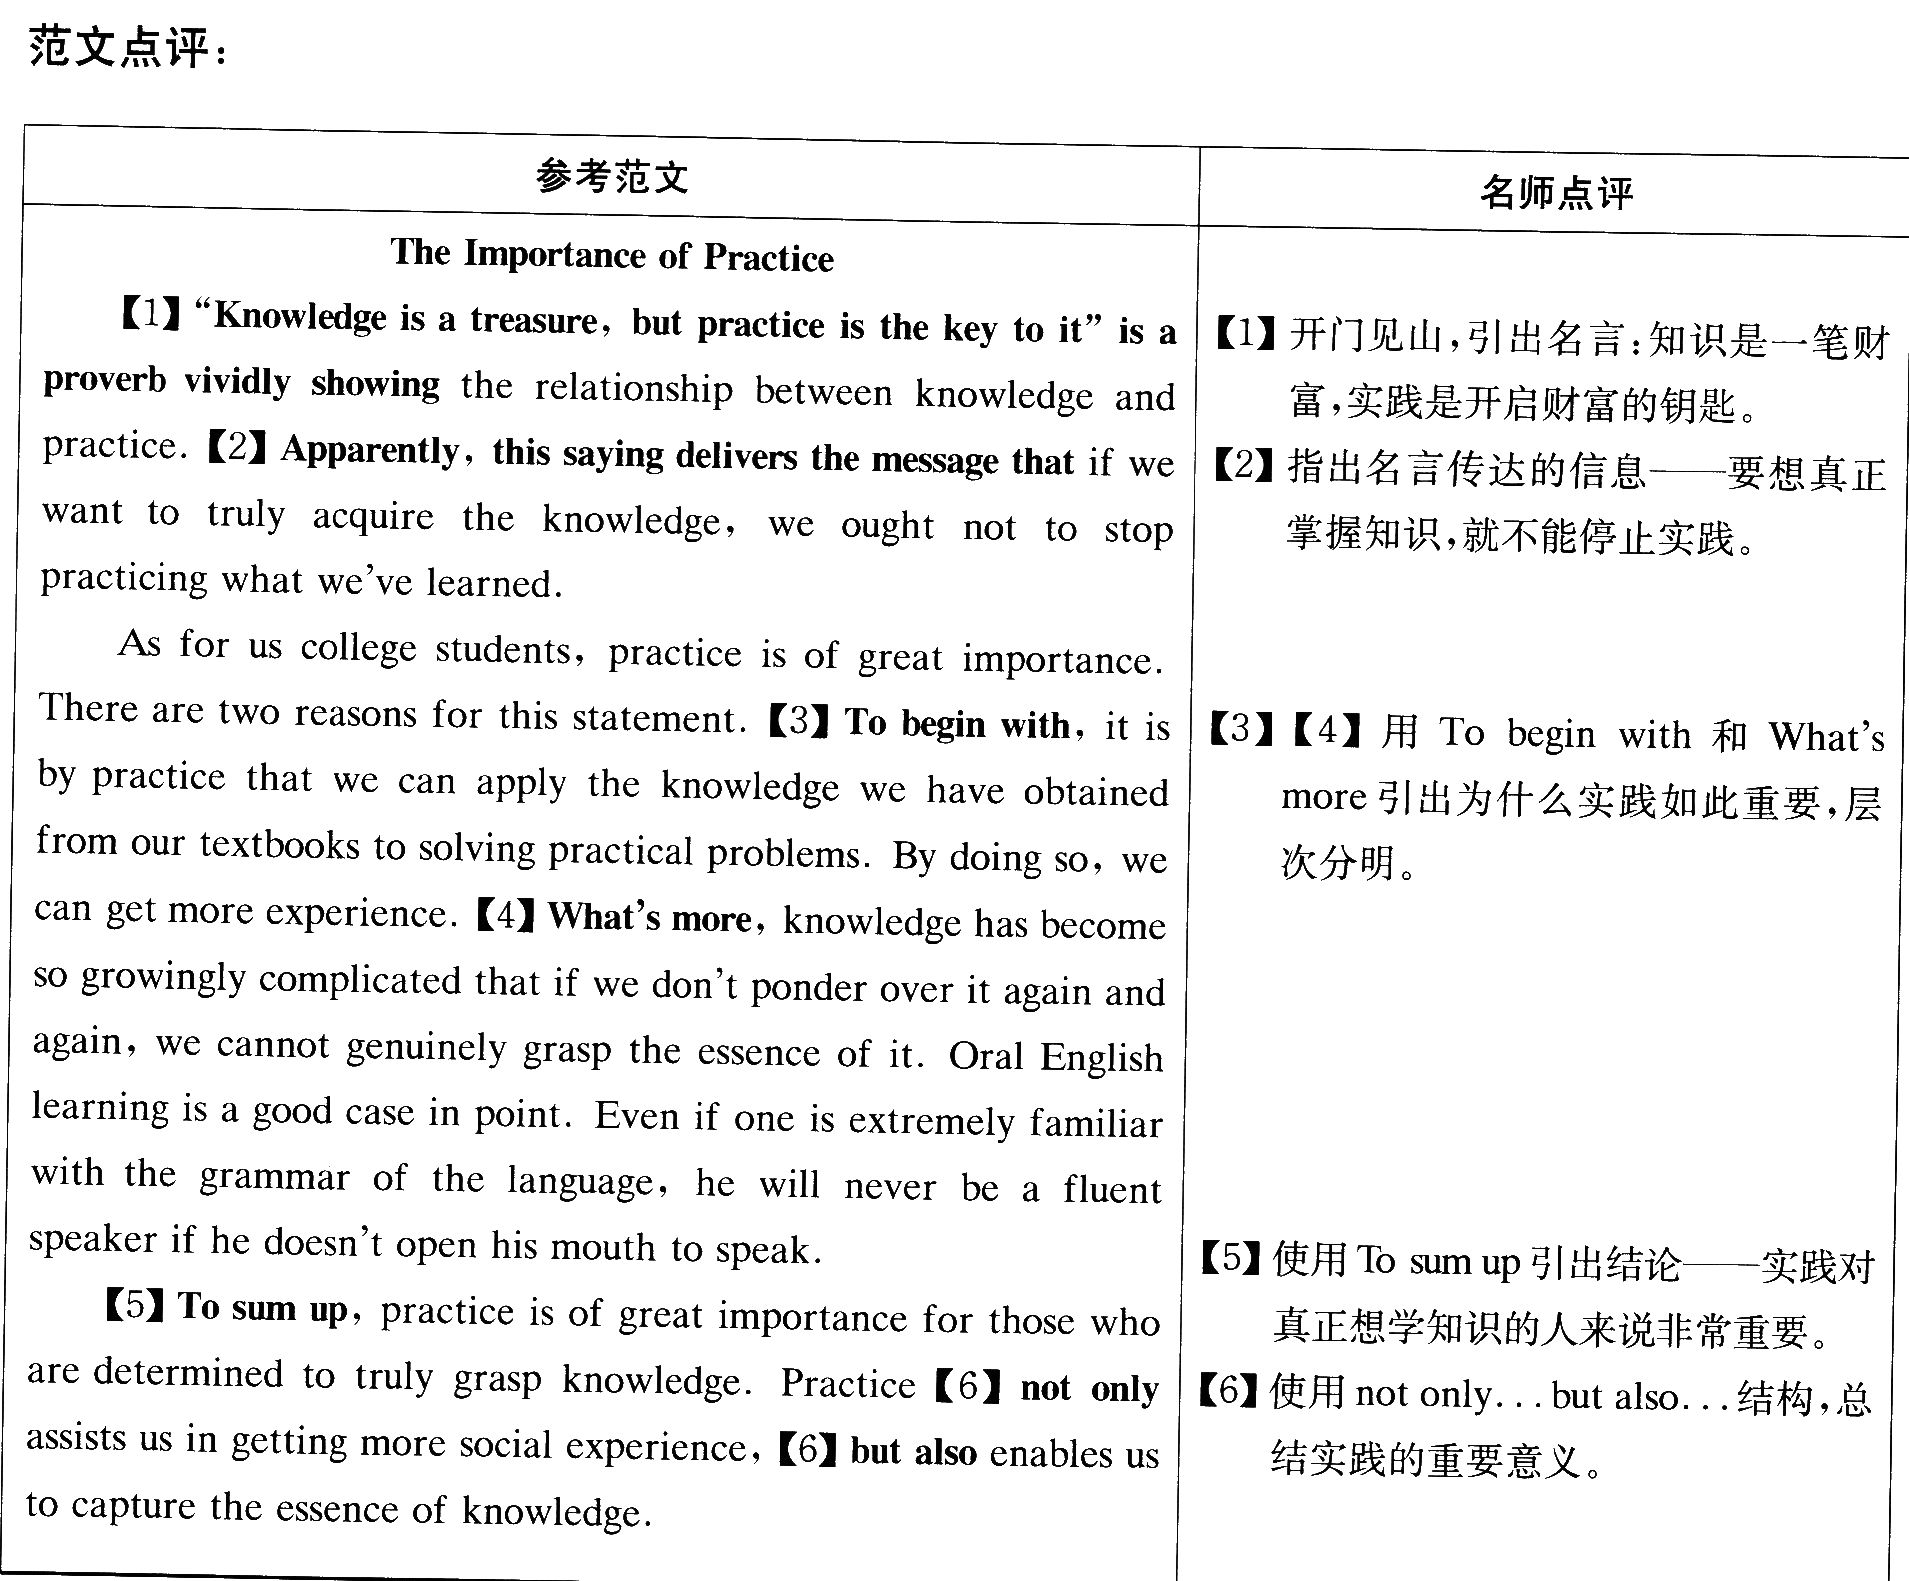 范文点评：
参考范文
名师点评
The Importance of Practice
【1】“Knowledge is a treasure, but practice is the key to it” is a
proverb vividly showing the relationship between knowledge and
practice. 【2】Apparently, this saying delivers the message that if we
want to truly acquire the knowledge, we ought not to stop
practicing what we’ve learned.
As for us college students, practice is of great importance.
There are two reasons for this statement. 【3】To begin with, it is
by practice that we can apply the knowledge we have obtained
from our textbooks to solving practical problems. By doing so, we
can get more experience. 【4】What’s more, knowledge has become
so growingly complicated that if we don’t ponder over it again and
again, we cannot genuinely grasp the essence of it. Oral English
learning is a good case in point. Even if one is extremely familiar
with the grammar of the language, he will never be a fluent
speaker if he doesn’t open his mouth to speak.
【5】To sum up, practice is of great importance for those who
are determined to truly grasp knowledge. Practice 【6】not only
assists us in getting more social experience, 【6】but also enables us
to capture the essence of knowledge.
【1】开门见山，引出名言：知识是一笔财
富，实践是开启财富的钥匙。
【2】指出名言传达的信息——要想真正
掌握知识，就不能停止实践。
【3】【4】用 To begin with 和 What’s
more 引出为什么实践如此重要，层
次分明。
【5】使用 To sum up 引出结论——实践对
真正想学知识的人来说非常重要。
【6】使用 not only...but also...结构，总
结实践的重要意义。